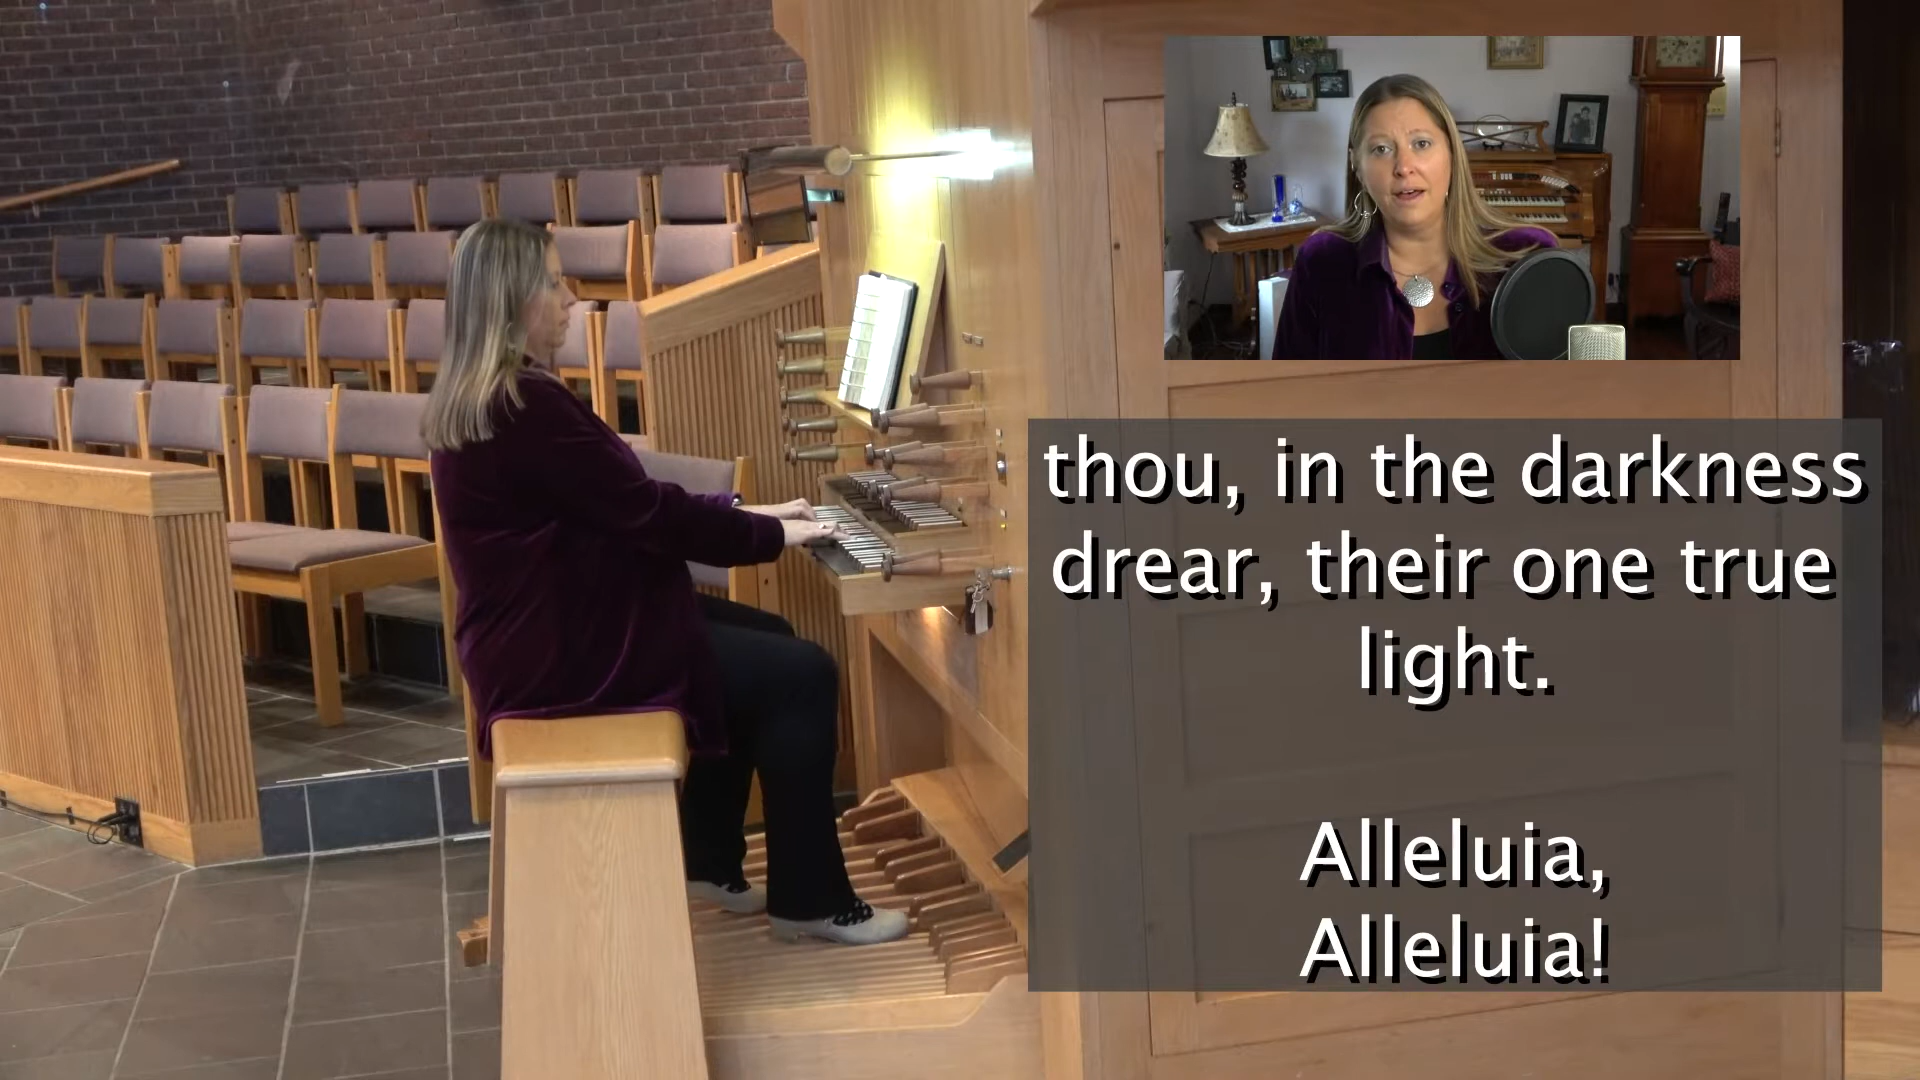 thou, in the darkness
drear, their one true
light.
Alleluia,
Alleluia!